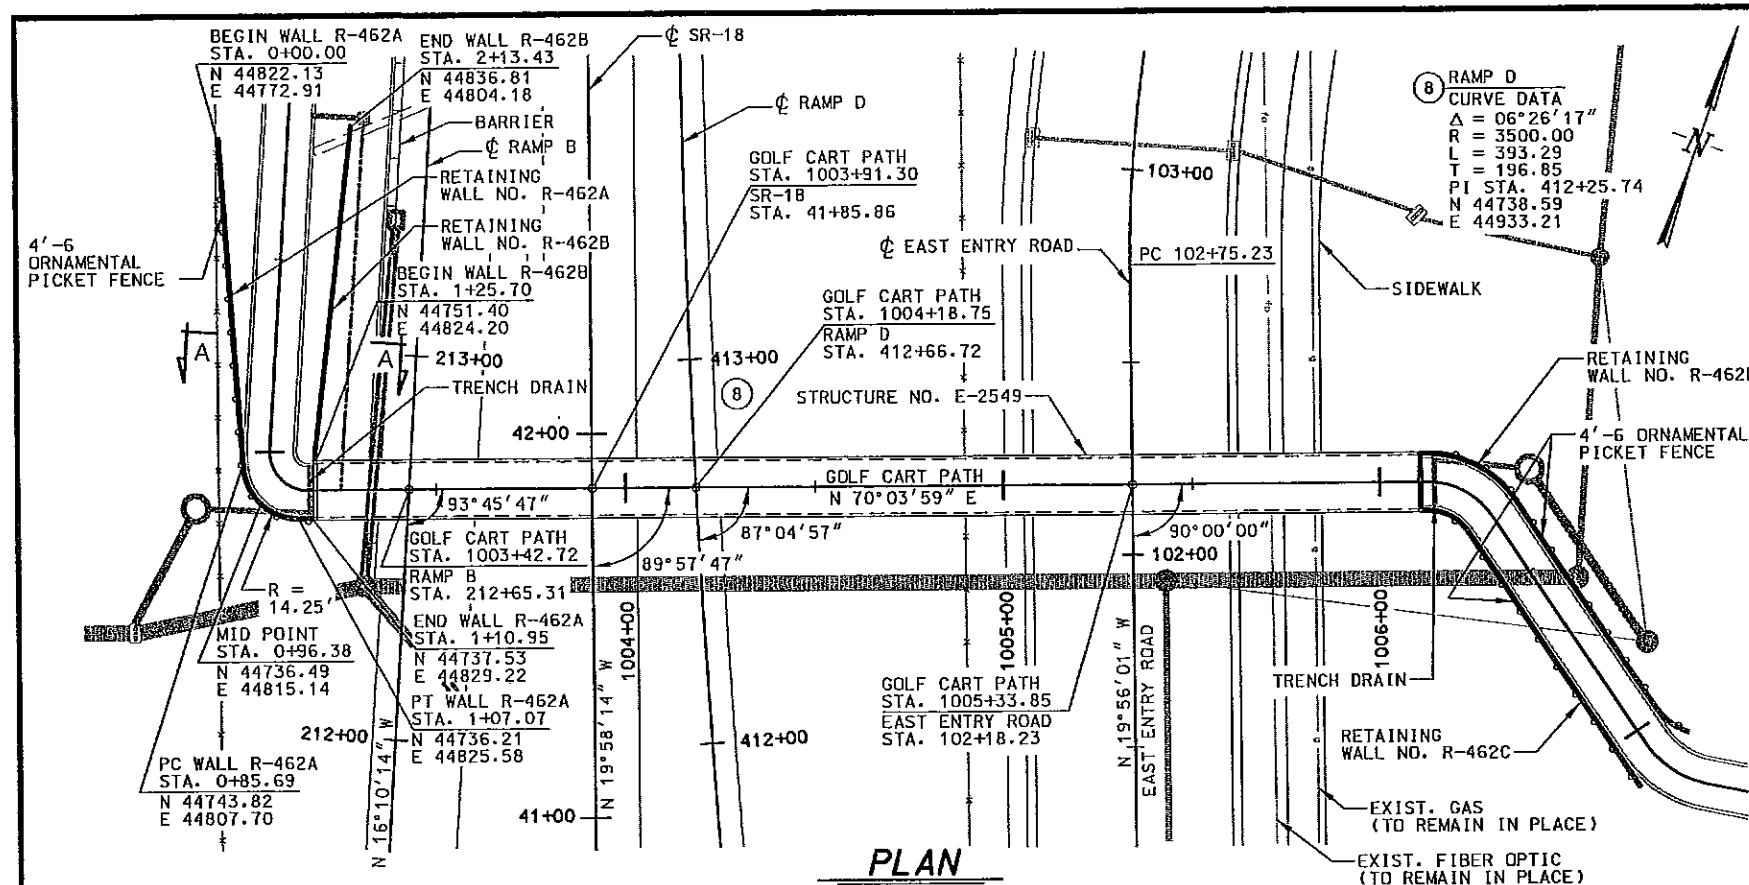 BEGIN WALL R-462A
STA. 0+00.00
N 44822.13
E 44772.91
END WALL R-462B
STA. 2+13.43
N 44836.81
E 44804.18
BARRIER
℄ RAMP B
RETAINING
WALL NO. R-462A
RETAINING
WALL NO. R-462B
BEGIN WALL R-462B
STA. 1+25.70
N 44751.40
E 44824.20
4'-6
ORNAMENTAL
PICKET FENCE
A
A
213+00
TRENCH DRAIN
℄ SR-18
℄ RAMP D
GOLF CART PATH
STA. 1003+91.30
SR-18
STA. 41+85.86
GOLF CART PATH
STA. 1004+18.75
RAMP D
STA. 412+66.72
413+00
8
42+00
STRUCTURE NO. E-2549
℄ EAST ENTRY ROAD
103+00
PC 102+75.23
SIDEWALK
8
RAMP D
CURVE DATA
Δ = 06°26'17"
R = 3500.00
L = 393.29
T = 196.85
PI STA. 412+25.74
N 44738.59
E 44933.21
-N-
RETAINING
4'-6 ORNAMENTAL
PICKET FENCE
GOLF CART PATH
N 70°03'59" E
93°45'47"
87°04'57"
89°57'47"
90°00'00"
102+00
GOLF CART PATH
STA. 1003+42.72
RAMP B
STA. 212+65.31
END WALL R-462A
STA. 1+10.95
N 44737.53
E 44829.22
PT WALL R-462A
STA. 1+07.07
N 44736.21
E 44825.58
R =
14.25'
MID POINT
STA. 0+96.38
N 44736.49
E 44815.14
PC WALL R-462A
STA. 0+85.69
N 44743.82
E 44807.70
212+00
N 16°10'14" W
N 19°58'14" W
41+00
1004+00
412+00
1005+00
GOLF CART PATH
STA. 1005+33.85
EAST ENTRY ROAD
STA. 102+18.23
N 19°56'01" W
EAST ENTRY ROAD
1006+00
TRENCH DRAIN
RETAINING
WALL NO. R-462C
EXIST. GAS
(TO REMAIN IN PLACE)
EXIST. FIBER OPTIC
(TO REMAIN IN PLACE)
PLAN